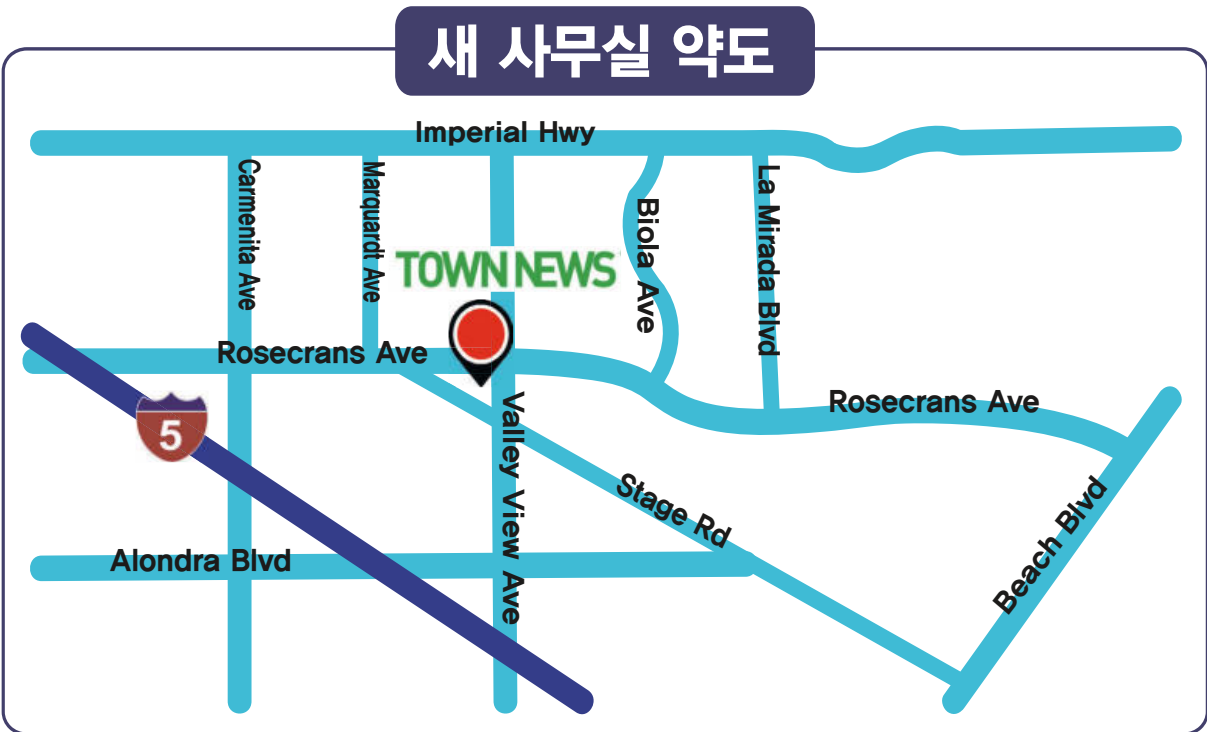 새 사무실 약도
Imperial Hwy
Carmenita Ave
Marquardt Ave
TOWN NEWS
Biola Ave
La Mirada Blvd
Rosecrans Ave
5
Valley View Ave
Rosecrans Ave
Stage Rd
Beach Blvd
Alondra Blvd